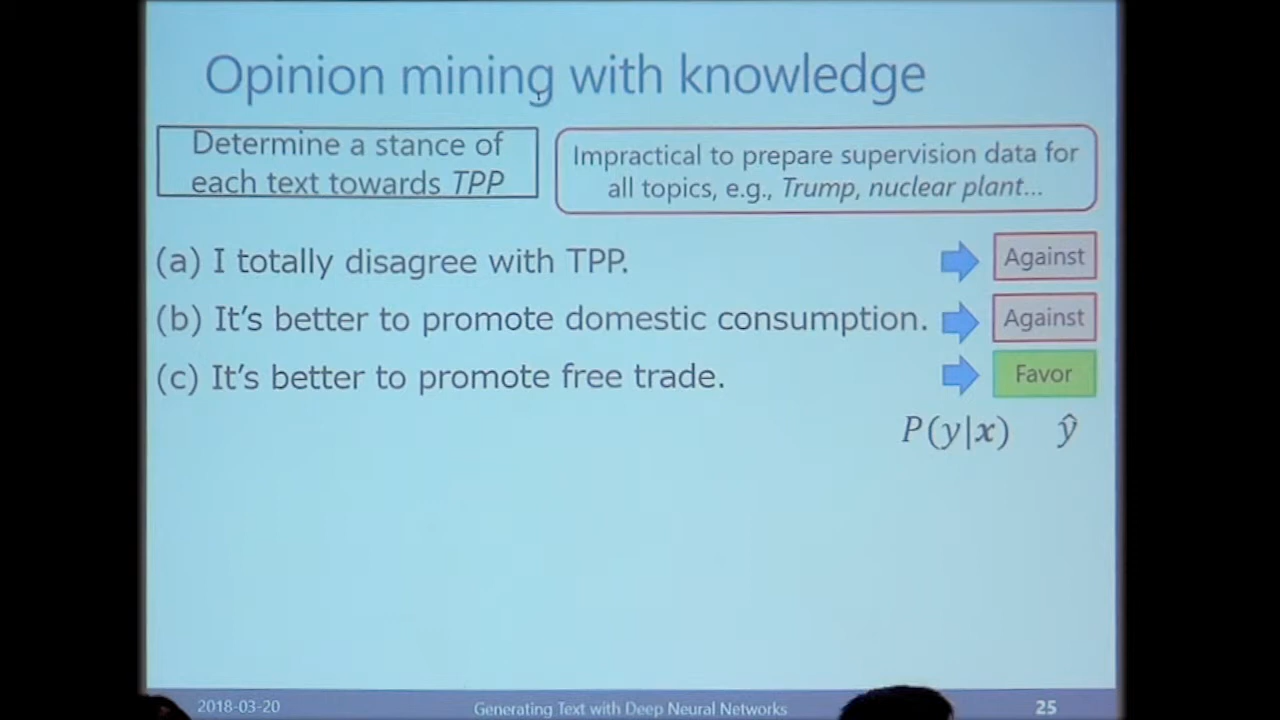 Opinion mining with knowledge
Determine a stance of
each text towards TPP
Impractical to prepare supervision data for
all topics, e.g., Trump, nuclear plant...
(a) I totally disagree with TPP.
Against
(b) It's better to promote domestic consumption.
Against
(c) It's better to promote free trade.
Favor
P(y|x) ŷ
2018-03-20
Generating Text with Deep Neural Networks
25